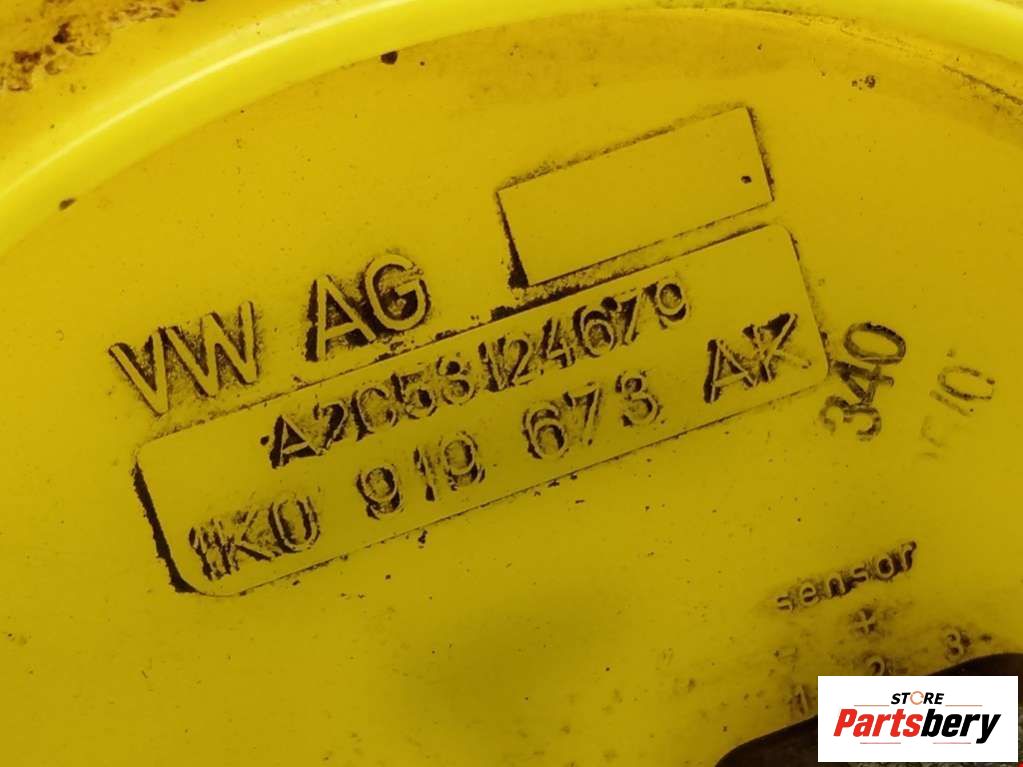 VW AG
A2C53124679
1K0 919 673 AK
340
sensor
+
1 2 3
STORE
Partsbery